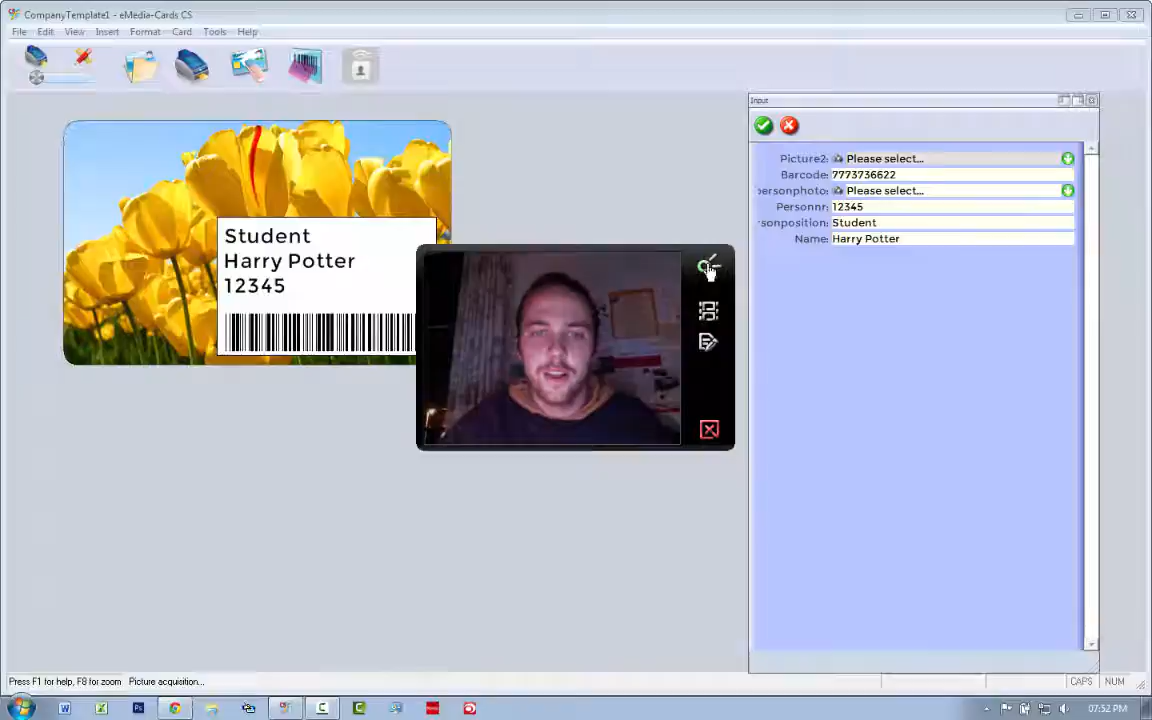 CompanyTemplate1 - eMedia-Cards CS
File Edit View Insert Format Card Tools Help
Input
Picture2: Please select...
Barcode: 7773736622
personphoto: Please select...
Personnr: 12345
sonposition: Student
Name: Harry Potter
Student
Harry Potter
12345
Press F1 for help, F8 for zoom Picture acquisition... CAPS NUM
07:52 PM